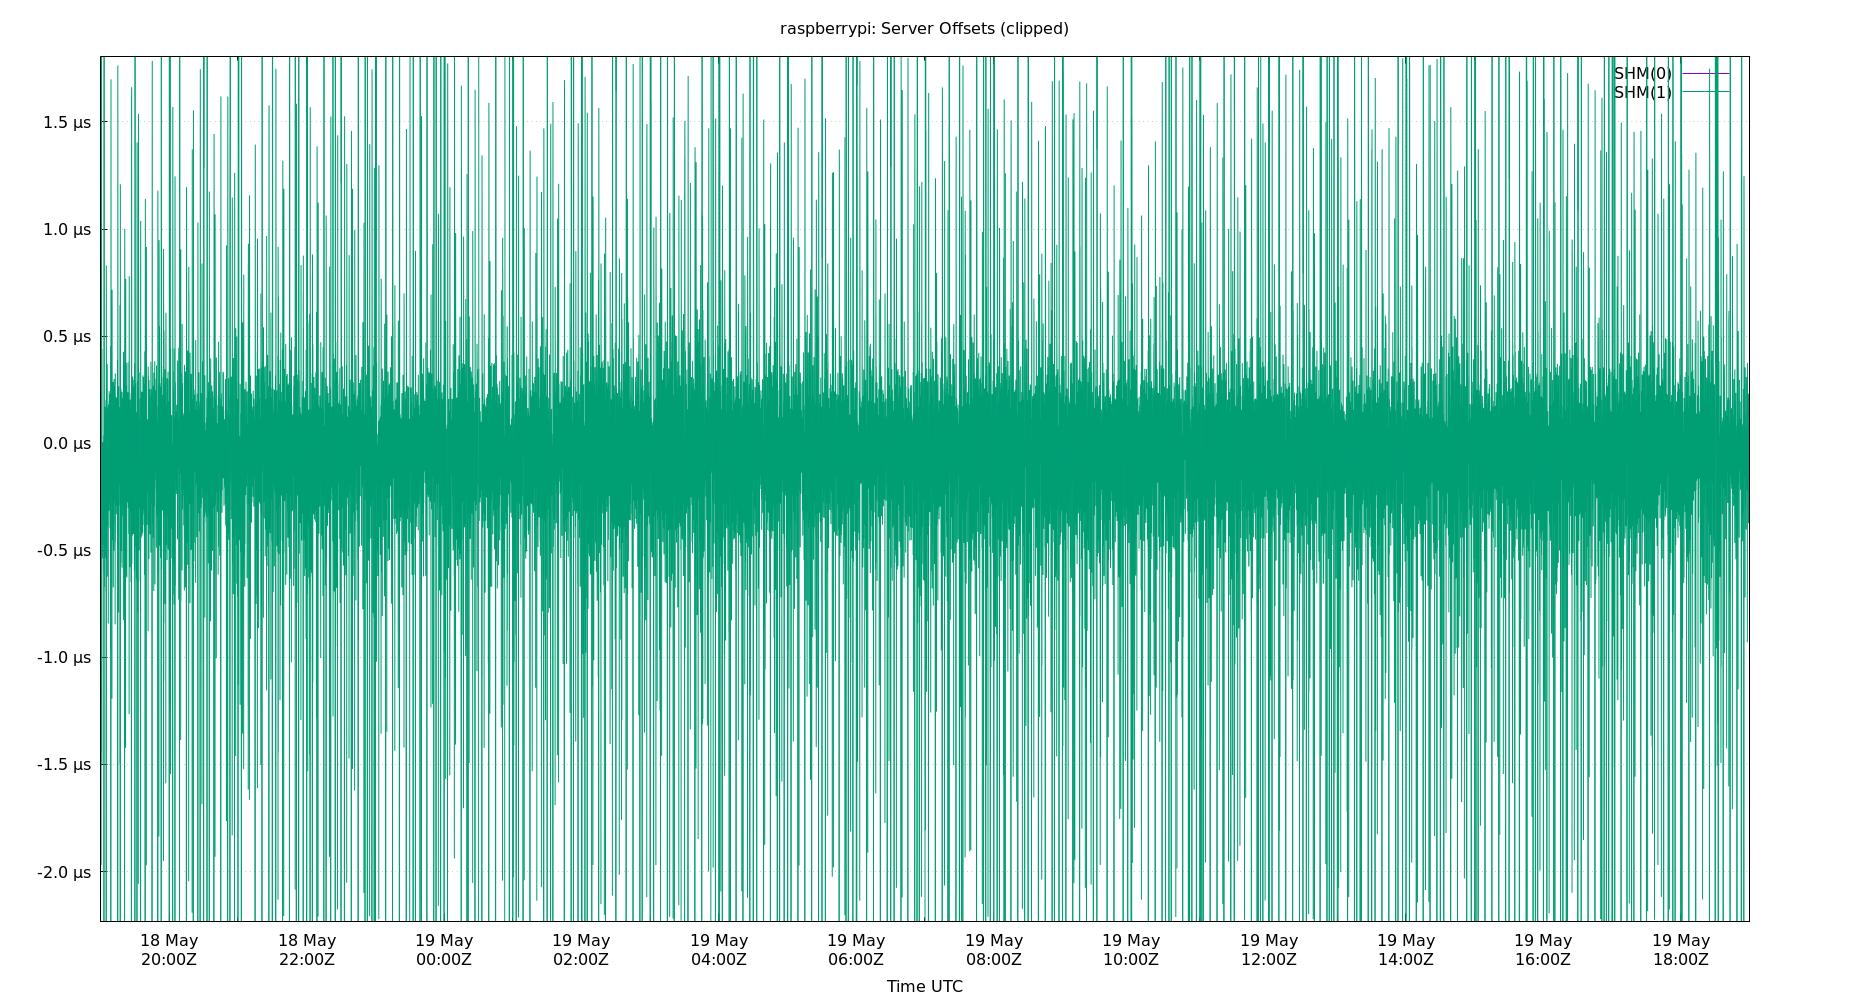 raspberrypi: Server Offsets (clipped)
SHM(0)
SHM(1)
1.5 µs
1.0 µs
0.5 µs
0.0 µs
-0.5 µs
-1.0 µs
-1.5 µs
-2.0 µs
18 May 18 May 19 May 19 May 19 May 19 May 19 May 19 May 19 May 19 May 19 May 19 May
20:00Z 22:00Z 00:00Z 02:00Z 04:00Z 06:00Z 08:00Z 10:00Z 12:00Z 14:00Z 16:00Z 18:00Z
Time UTC